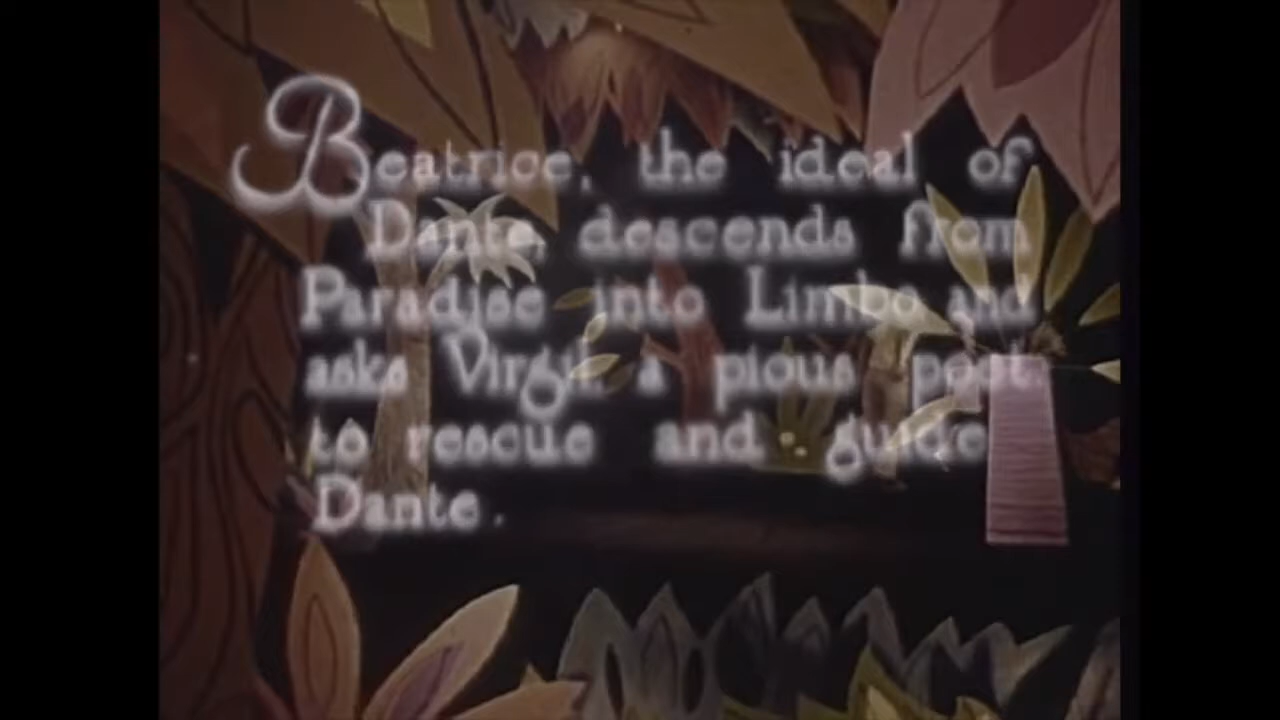 Beatrice, the ideal of
Dante, descends from
Paradise into Limbo and
asks Virgil, a pious poet,
to rescue and guide
Dante.